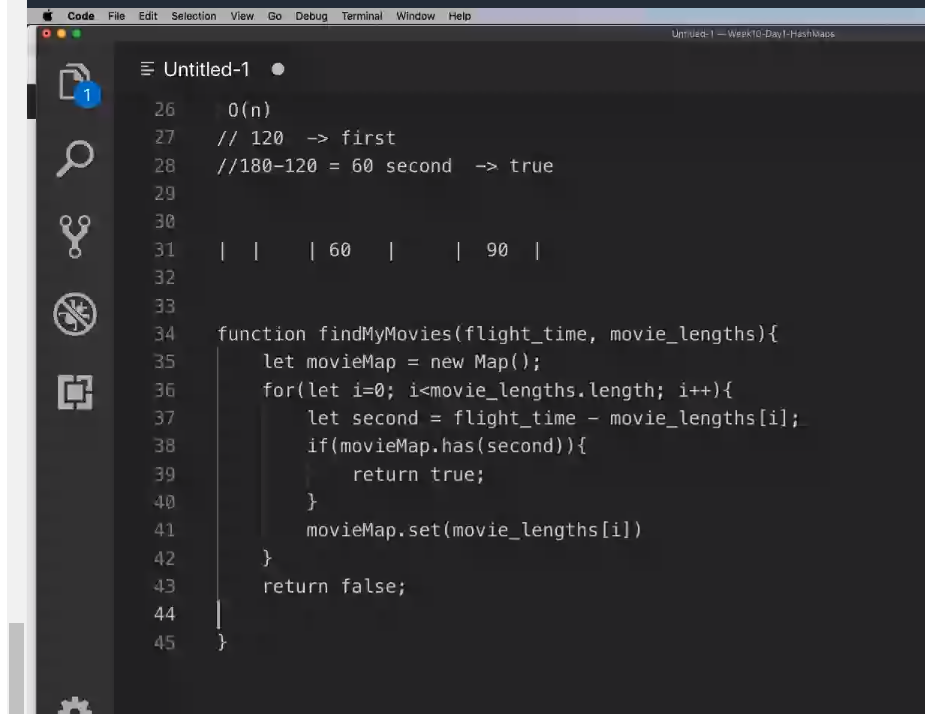 Code File Edit Selection View Go Debug Terminal Window Help
Untitled-1 — Week10-Day1-HashMaps
Untitled-1
1
26 O(n)
27 // 120 -> first
28 //180-120 = 60 second -> true
29
30
31 | | | 60 | | 90 |
32
33
34 function findMyMovies(flight_time, movie_lengths){
35 let movieMap = new Map();
36 for(let i=0; i<movie_lengths.length; i++){
37 let second = flight_time - movie_lengths[i];
38 if(movieMap.has(second)){
39 return true;
40 }
41 movieMap.set(movie_lengths[i])
42 }
43 return false;
44
45 }